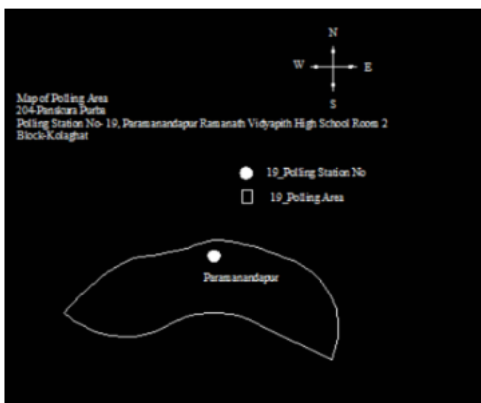 N
W E
S
Map of Polling Area
204-Panskura Purba
Polling Station No- 19, Paramanandapur Ramanath Vidyapith High School Room 2
Block-Kolaghat
19_Polling Station No
19_Polling Area
Paramanandapur